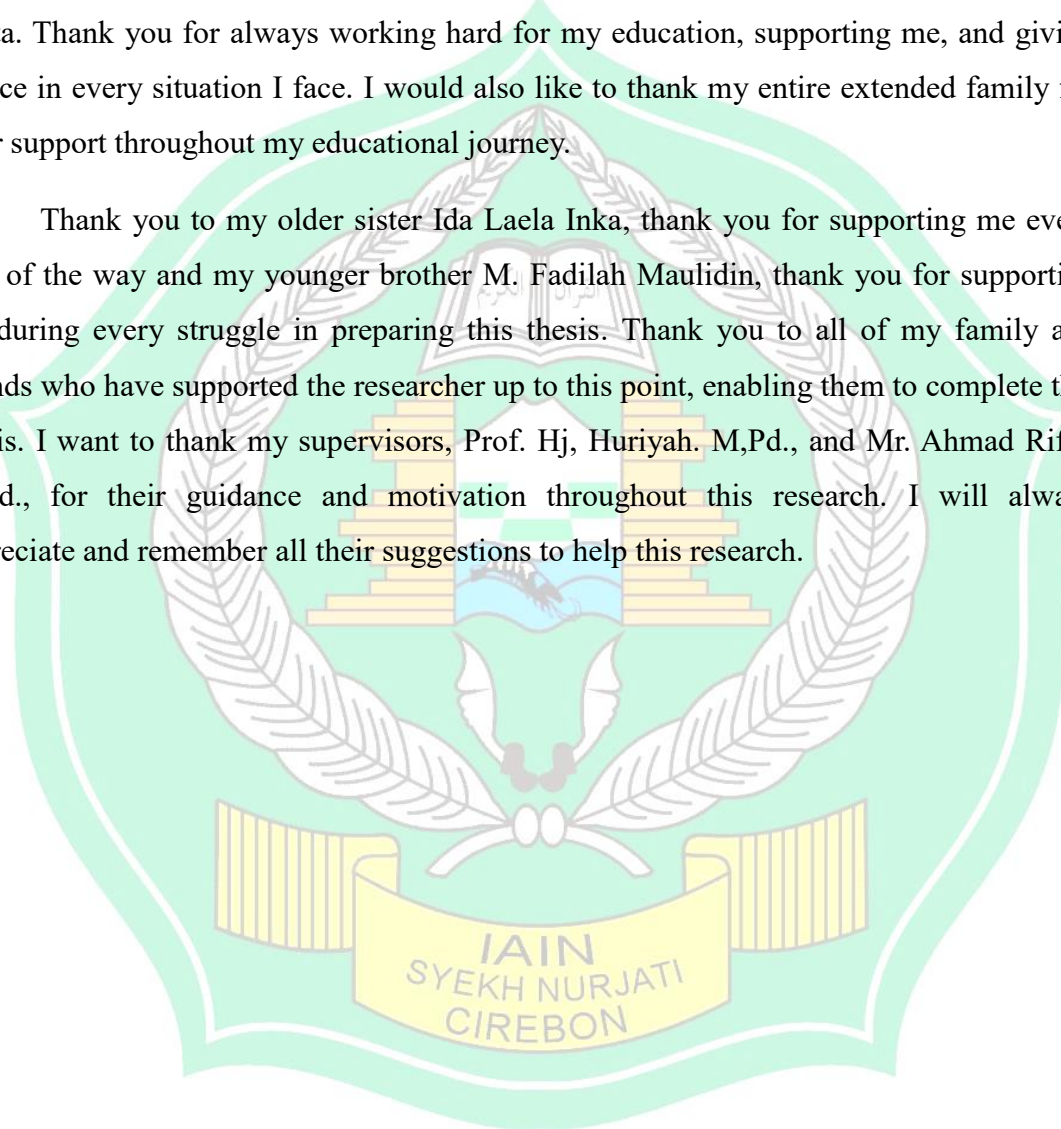 ta. Thank you for always working hard for my education, supporting me, and givi
ce in every situation I face. I would also like to thank my entire extended family
r support throughout my educational journey.
Thank you to my older sister Ida Laela Inka, thank you for supporting me eve
of the way and my younger brother M. Fadilah Maulidin, thank you for supporti
during every struggle in preparing this thesis. Thank you to all of my family a
nds who have supported the researcher up to this point, enabling them to complete th
is. I want to thank my supervisors, Prof. Hj, Huriyah. M,Pd., and Mr. Ahmad Rif
d., for their guidance and motivation throughout this research. I will alwa
reciate and remember all their suggestions to help this research.
القرآن الكريم
IAIN
SYEKH NURJATI
CIREBON